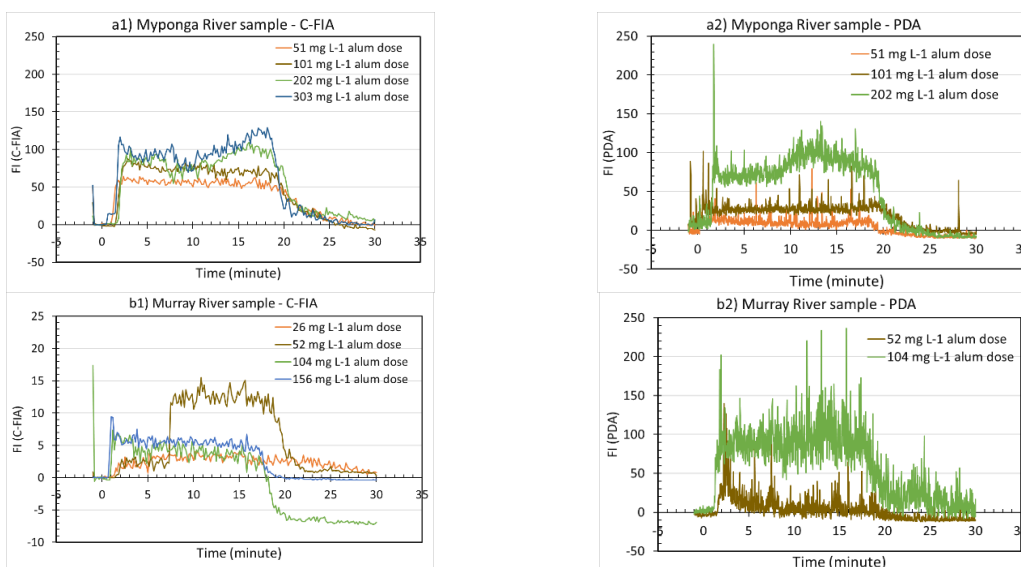 a1) Myponga River sample - C-FIA
250
200
150
100
50
0
-50
-5
0
5
10
15
20
25
30
35
FI (C-FIA)
Time (minute)
51 mg L-1 alum dose
101 mg L-1 alum dose
202 mg L-1 alum dose
303 mg L-1 alum dose
a2) Myponga River sample - PDA
250
200
150
100
50
0
-50
-5
0
5
10
15
20
25
30
35
FI (PDA)
Time (minute)
51 mg L-1 alum dose
101 mg L-1 alum dose
202 mg L-1 alum dose
b1) Murray River sample - C-FIA
25
20
15
10
5
0
-5
-10
-5
0
5
10
15
20
25
30
35
FI (C-FIA)
Time (minute)
26 mg L-1 alum dose
52 mg L-1 alum dose
104 mg L-1 alum dose
156 mg L-1 alum dose
b2) Murray River sample - PDA
250
200
150
100
50
0
-50
-5
0
5
10
15
20
25
30
35
FI (PDA)
Time (minute)
52 mg L-1 alum dose
104 mg L-1 alum dose